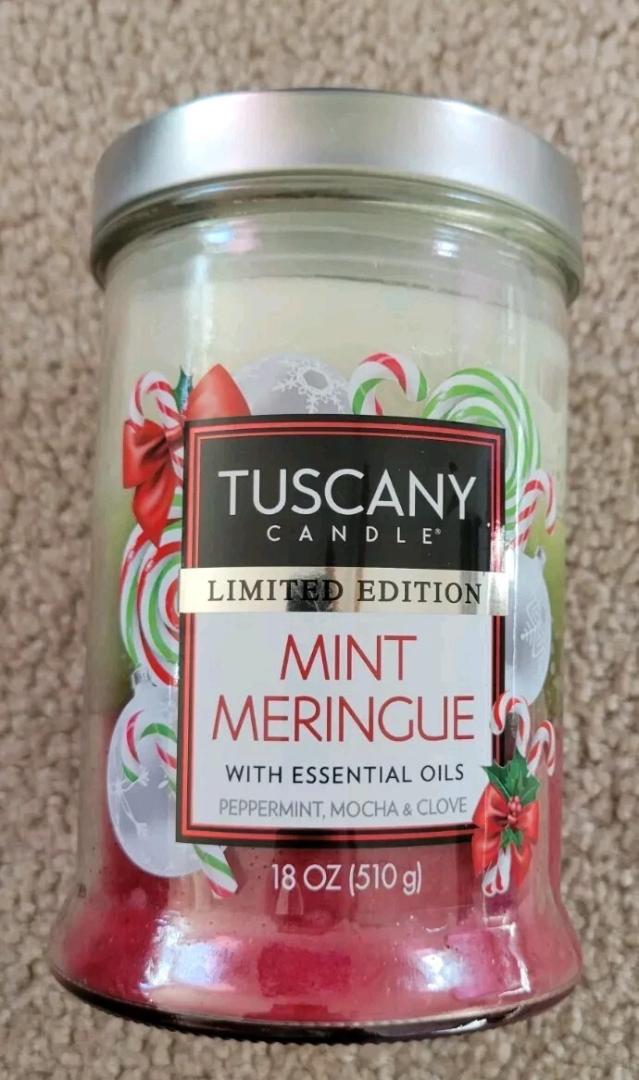 TUSCANY
CANDLE®
LIMITED EDITION
MINT
MERINGUE
WITH ESSENTIAL OILS
PEPPERMINT, MOCHA & CLOVE
18 OZ (510 g)